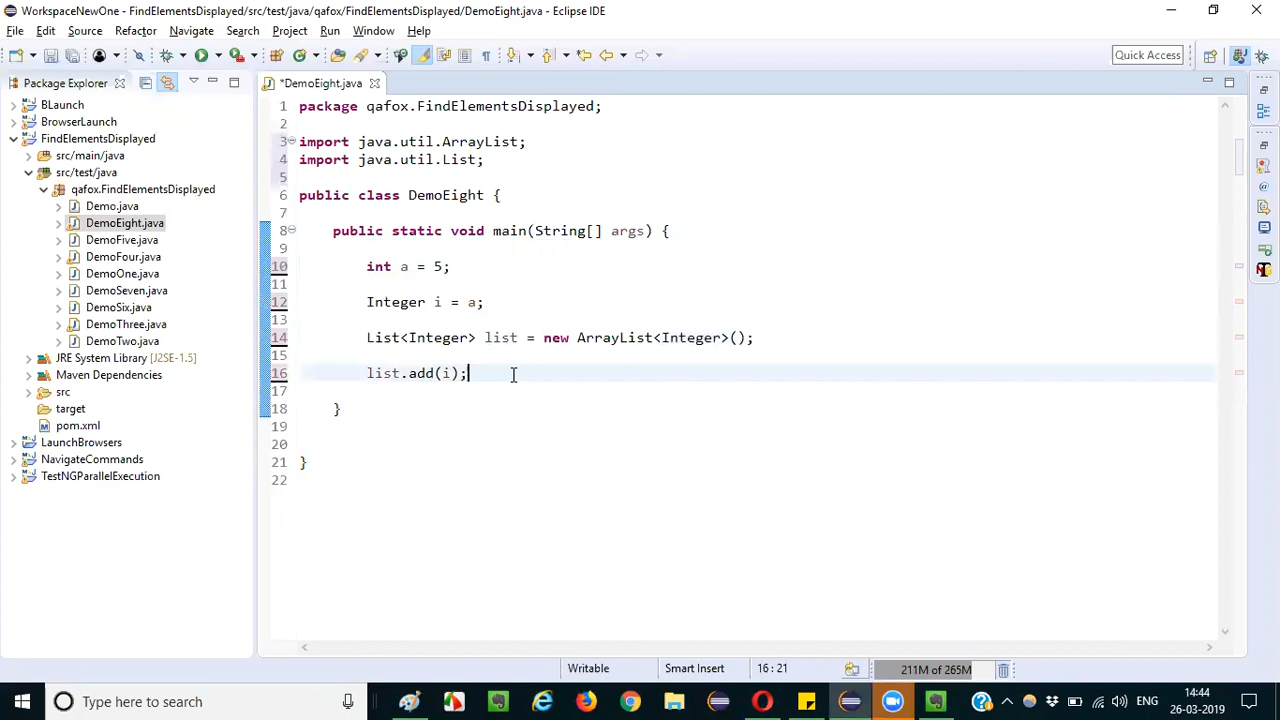 WorkspaceNewOne - FindElementsDisplayed/src/test/java/qafox/FindElementsDisplayed/DemoEight.java - Eclipse IDE
File Edit Source Refactor Navigate Search Project Run Window Help
Quick Access
Package Explorer
BLaunch
BrowserLaunch
FindElementsDisplayed
src/main/java
src/test/java
qafox.FindElementsDisplayed
Demo.java
DemoEight.java
DemoFive.java
DemoFour.java
DemoOne.java
DemoSeven.java
DemoSix.java
DemoThree.java
DemoTwo.java
JRE System Library [J2SE-1.5]
Maven Dependencies
src
target
pom.xml
LaunchBrowsers
NavigateCommands
TestNGParallelExecution
*DemoEight.java
1 package qafox.FindElementsDisplayed;
2
3 import java.util.ArrayList;
4 import java.util.List;
5
6 public class DemoEight {
7
8 public static void main(String[] args) {
9
10 int a = 5;
11
12 Integer i = a;
13
14 List<Integer> list = new ArrayList<Integer>();
15
16 list.add(i);
17
18 }
19
20
21 }
22
Writable Smart Insert 16 : 21 211M of 265M
Type here to search
ENG
14:44
26-03-2019